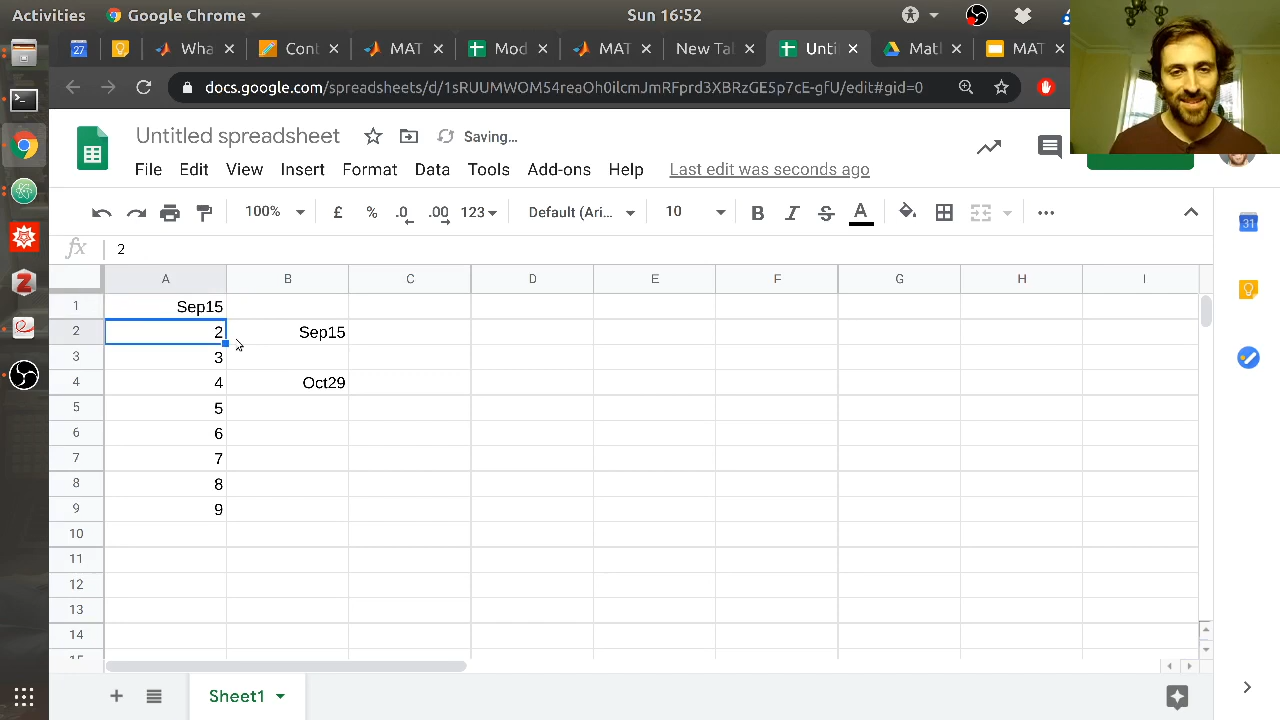 Activities
Google Chrome
Sun 16:52
27
Wha
Cont
MAT
Mod
MAT
New Tal
Unti
Matl
MAT
docs.google.com/spreadsheets/d/1sRUUMWOM54reaOh0ilcmJmRFprd3XBRzGE5p7cE-gfU/edit#gid=0
Untitled spreadsheet
Saving...
File Edit View Insert Format Data Tools Add-ons Help Last edit was seconds ago
100% £ % .0 .00 123 Default (Ari... 10 B I S A
fx 2
A B C D E F G H I
1 Sep15
2 2 Sep15
3 3
4 4 Oct29
5 5
6 6
7 7
8 8
9 9
10
11
12
13
14
15
Sheet1
31